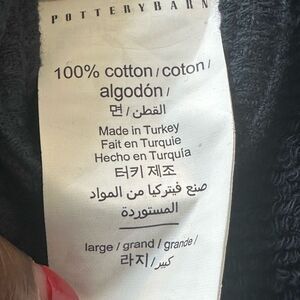 POTTERYBARN
100% cotton / coton /
algodón /
면 / القطن /
Made in Turkey
Fait en Turquie
Hecho en Turquía
터키 제조
صنع فيتركيا من المواد
المستوردة
large / grand / grande /
라지 / كبير